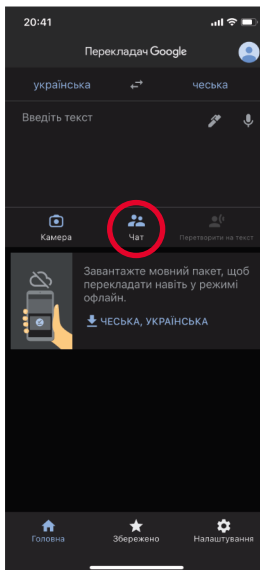 20:41
Перекладач Google
українська
чеська
Введіть текст
Камера
Чат
Перетворити на текст
Завантажте мовний пакет, щоб
перекладати навіть у режимі
офлайн.
ЧЕСЬКА, УКРАЇНСЬКА
Головна
Збережено
Налаштування